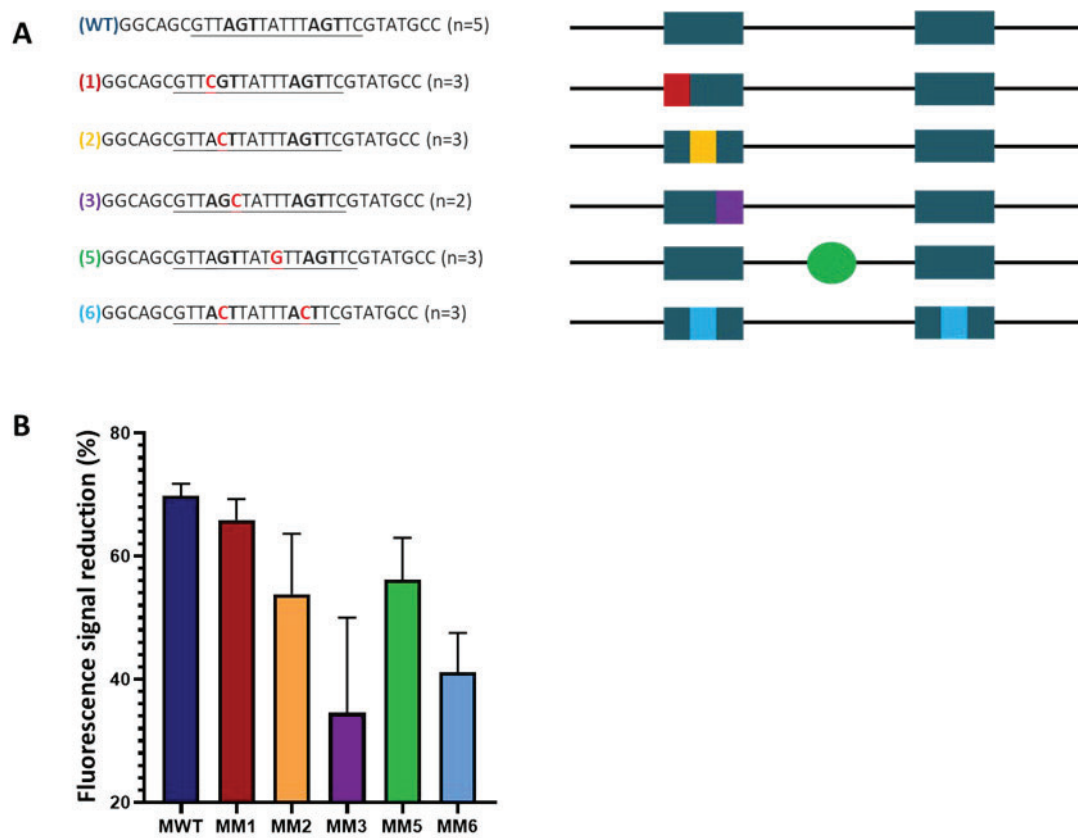 A
(WT)GGCAGCGTTAGTTATTTAGTTCGTATGCC (n=5)
(1)GGCAGCGTTCGTTATTTAGTTCGTATGCC (n=3)
(2)GGCAGCGTTACTTATTTAGTTCGTATGCC (n=3)
(3)GGCAGCGTTAGCTATTTAGTTCGTATGCC (n=2)
(5)GGCAGCGTTAGTTATGTTAGTTCGTATGCC (n=3)
(6)GGCAGCGTTACTTATTTACTTCGTATGCC (n=3)
B
Fluorescence signal reduction (%)
80
60
40
20
MWT MM1 MM2 MM3 MM5 MM6